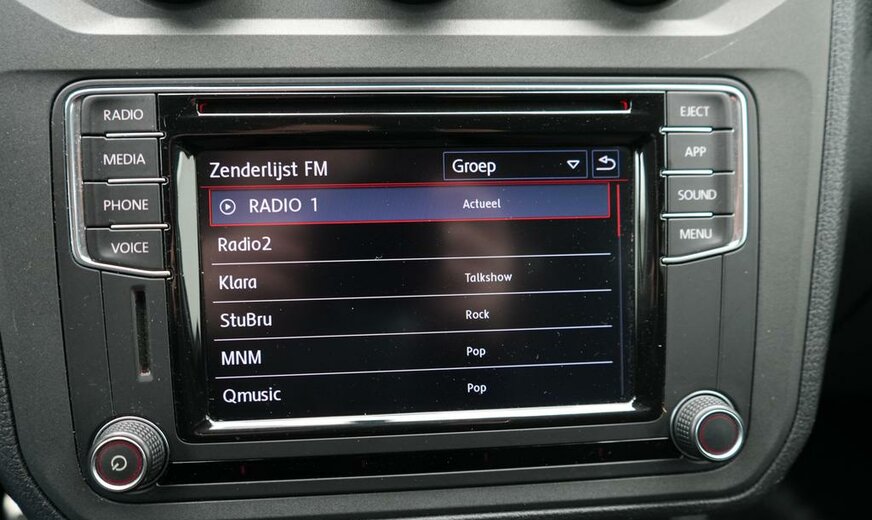 RADIO
MEDIA
PHONE
VOICE
Zenderlijst FM Groep
RADIO 1 Actueel
Radio2
Klara Talkshow
StuBru Rock
MNM Pop
Qmusic Pop
EJECT
APP
SOUND
MENU